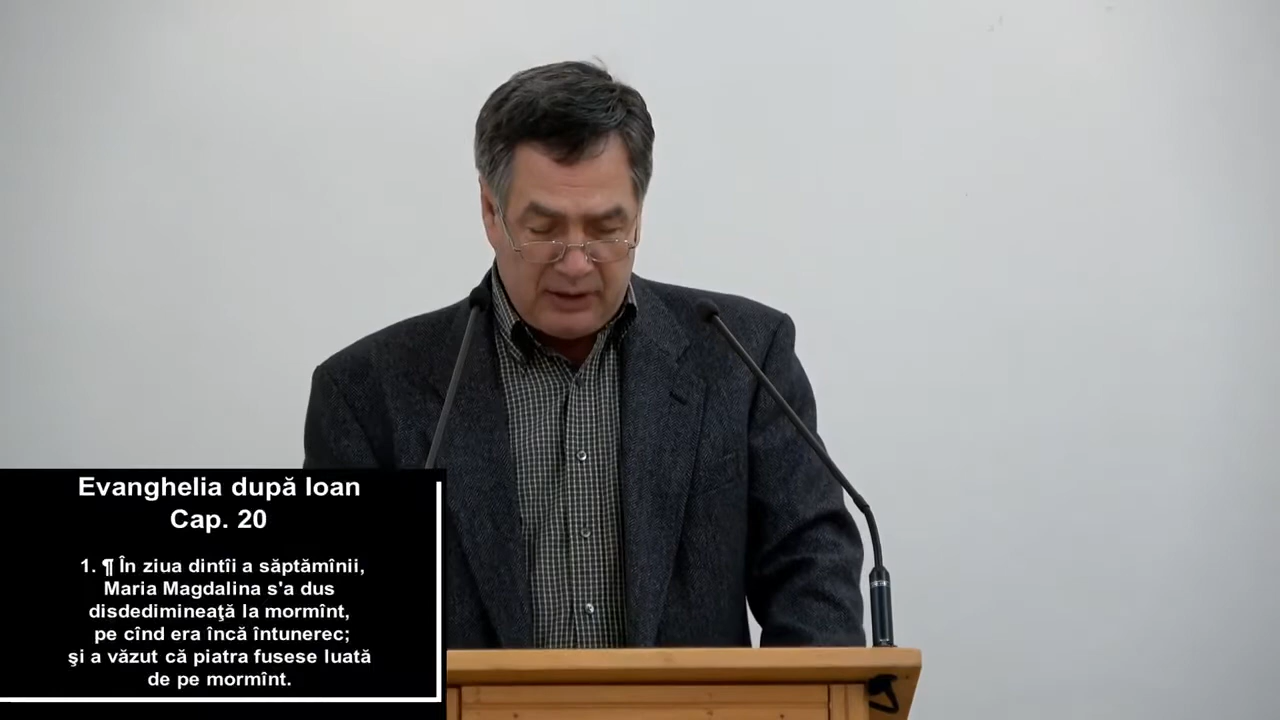 Evanghelia după Ioan
Cap. 20
1. ¶ În ziua dintîi a săptămînii,
Maria Magdalina s'a dus
disdedimineaţă la mormînt,
pe cînd era încă întunerec;
şi a văzut că piatra fusese luată
de pe mormînt.